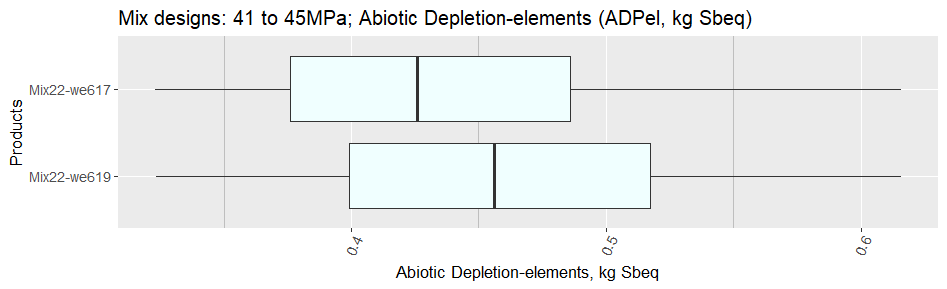 Mix designs: 41 to 45MPa; Abiotic Depletion-elements (ADPel, kg Sbeq)
Products
Mix22-we617
Mix22-we619
0.4
0.5
0.6
Abiotic Depletion-elements, kg Sbeq